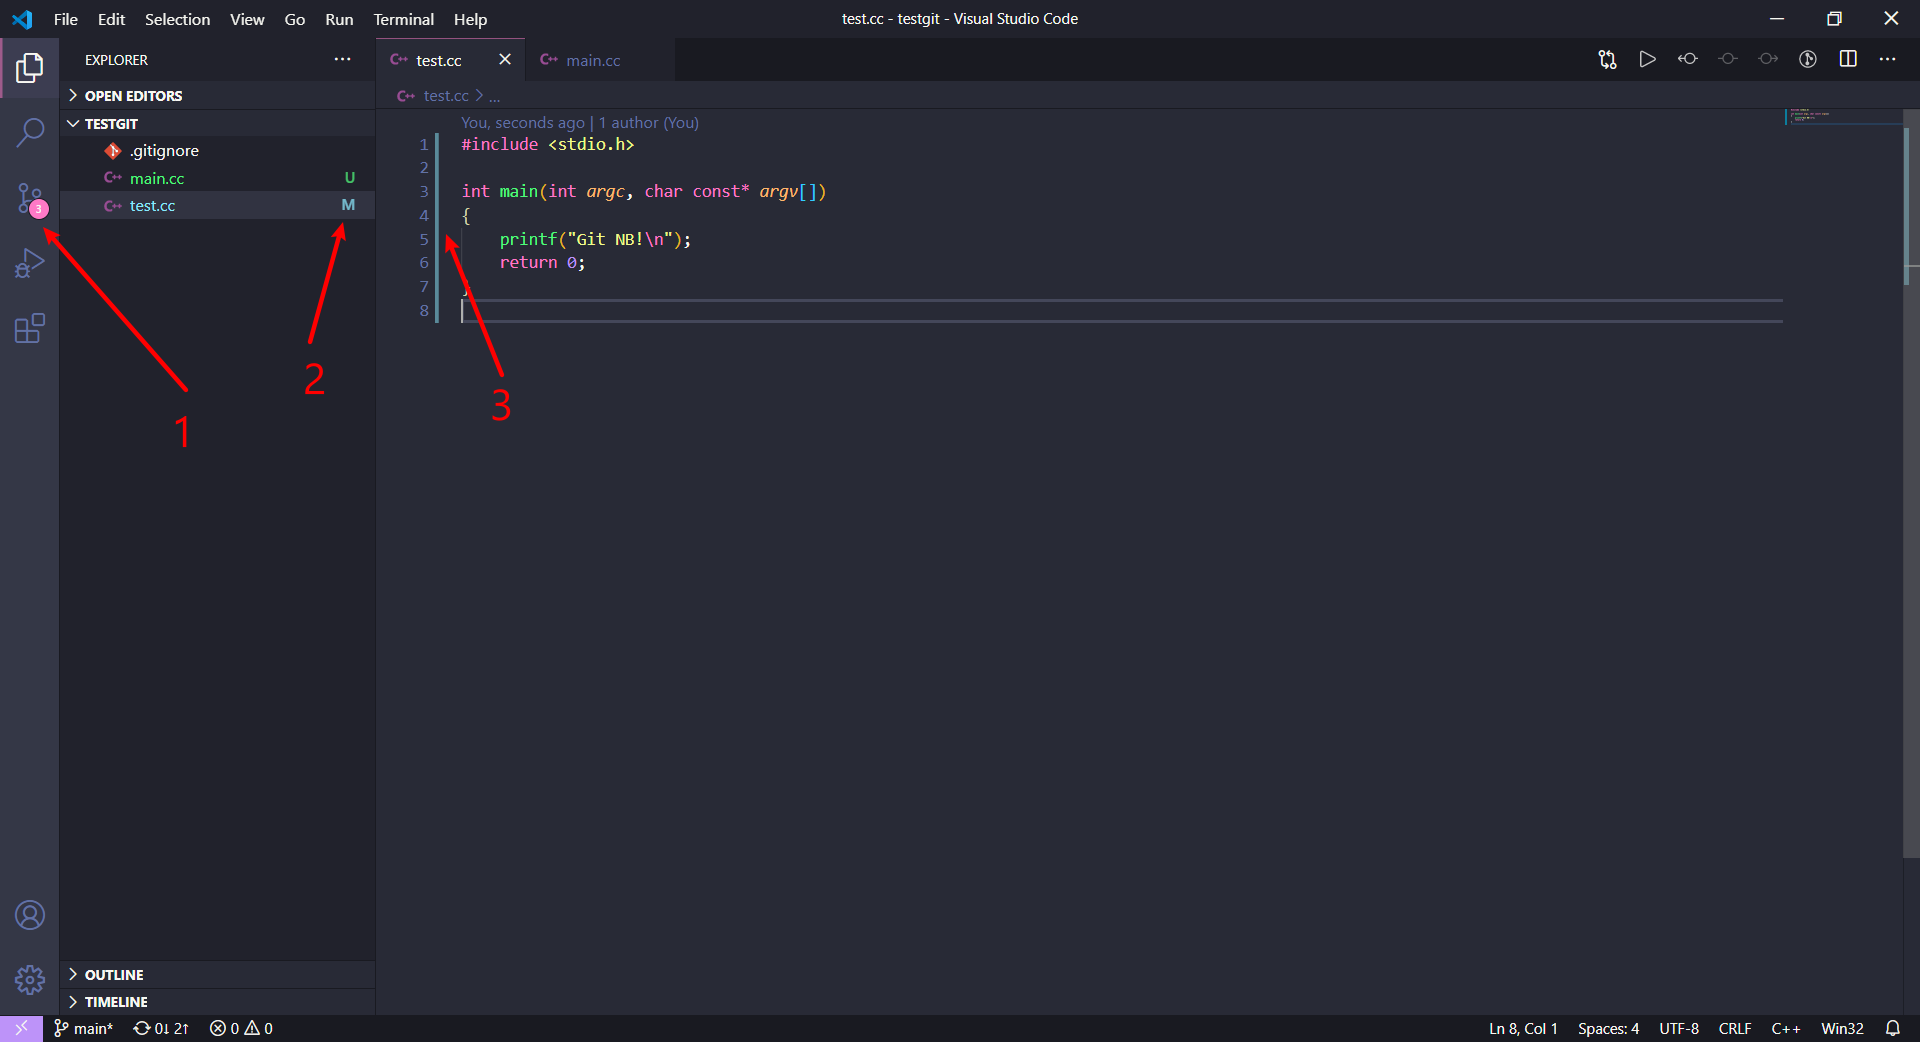 File Edit Selection View Go Run Terminal Help
test.cc - testgit - Visual Studio Code
EXPLORER
OPEN EDITORS
TESTGIT
.gitignore
main.cc U
test.cc M
3
1
2
test.cc main.cc
test.cc > ...
You, seconds ago | 1 author (You)
1 #include <stdio.h>
2
3 int main(int argc, char const* argv[])
4 {
5 printf("Git NB!\n");
6 return 0;
7 }
8
3
OUTLINE
TIMELINE
main* 0↓ 2↑ 0 0
Ln 8, Col 1 Spaces: 4 UTF-8 CRLF C++ Win32